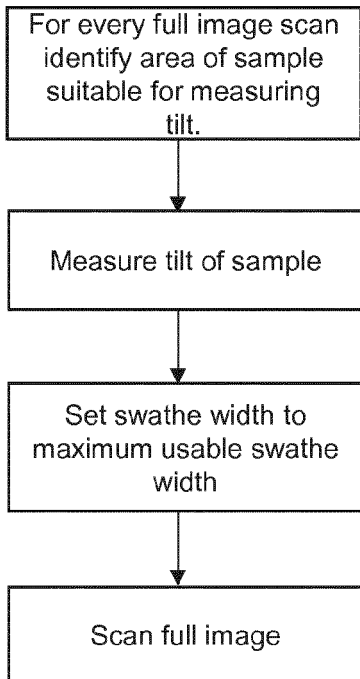 For every full image scan
identify area of sample
suitable for measuring
tilt.
Measure tilt of sample
Set swathe width to
maximum usable swathe
width
Scan full image